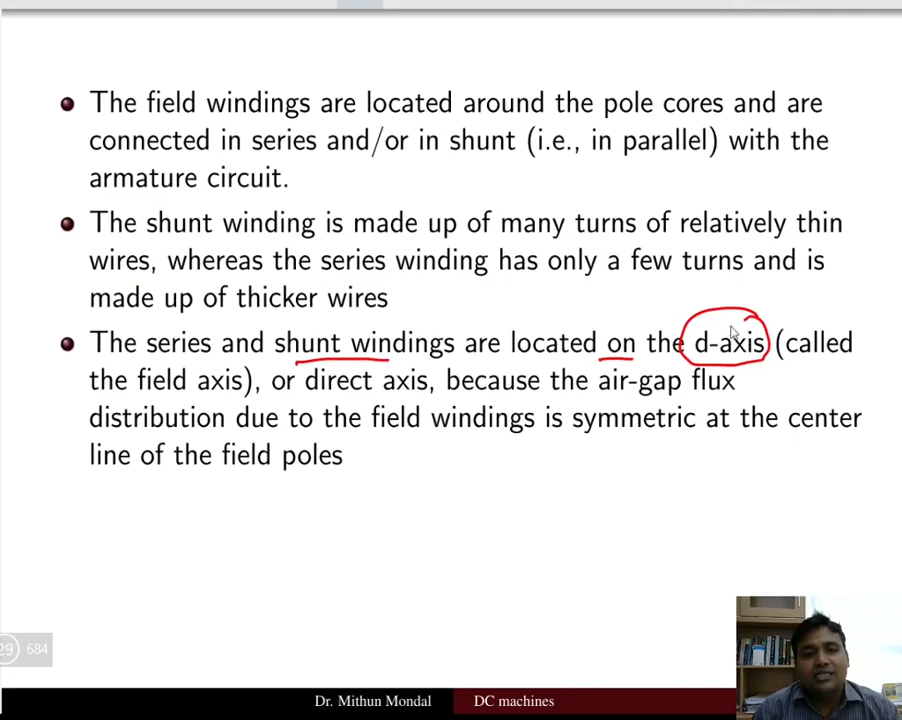 The field windings are located around the pole cores and are
connected in series and/or in shunt (i.e., in parallel) with the
armature circuit.
The shunt winding is made up of many turns of relatively thin
wires, whereas the series winding has only a few turns and is
made up of thicker wires
The series and shunt windings are located on the d-axis (called
the field axis), or direct axis, because the air-gap flux
distribution due to the field windings is symmetric at the center
line of the field poles
29 684
Dr. Mithun Mondal DC machines